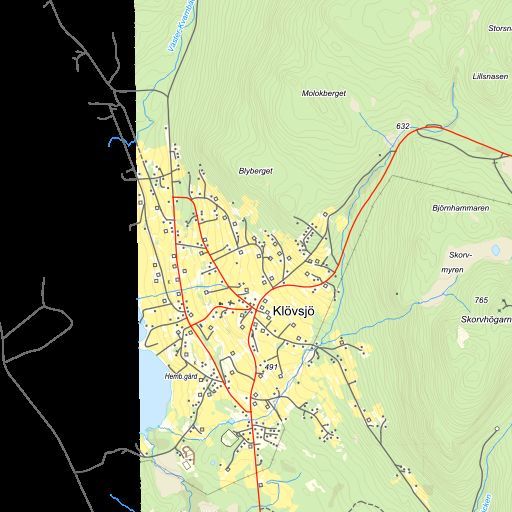 Storsn
Lillsnasen
Molokberget
632
Blyberget
Björnhammaren
Skorv-
myren
765
Skorvhögarn
Klövsjö
491
Hemb.gård